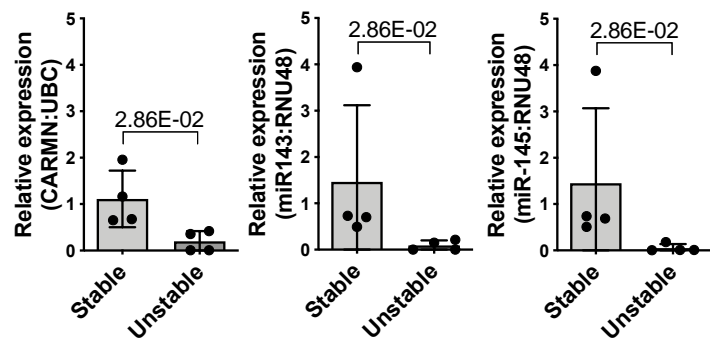 Relative expression
(CARMN:UBC)
5
4
3
2
1
0
2.86E-02
Stable
Unstable
Relative expression
(miR143:RNU48)
5
4
3
2
1
0
2.86E-02
Stable
Unstable
Relative expression
(miR-145:RNU48)
5
4
3
2
1
0
2.86E-02
Stable
Unstable